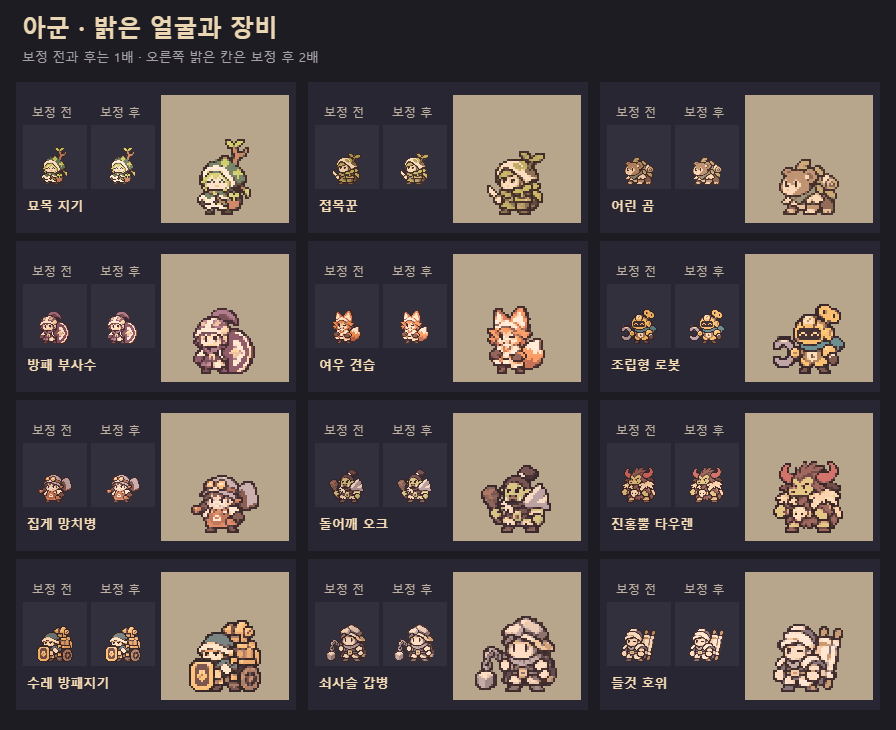 아군 · 밝은 얼굴과 장비
보정 전과 후는 1배 · 오른쪽 밝은 칸은 보정 후 2배
보정 전 보정 후
묘목 지기
보정 전 보정 후
접목꾼
보정 전 보정 후
어린 곰
보정 전 보정 후
방패 부사수
보정 전 보정 후
여우 견습
보정 전 보정 후
조립형 로봇
보정 전 보정 후
집게 망치병
보정 전 보정 후
돌어깨 오크
보정 전 보정 후
진홍뿔 타우렌
보정 전 보정 후
수레 방패지기
보정 전 보정 후
쇠사슬 갑병
보정 전 보정 후
들것 호위